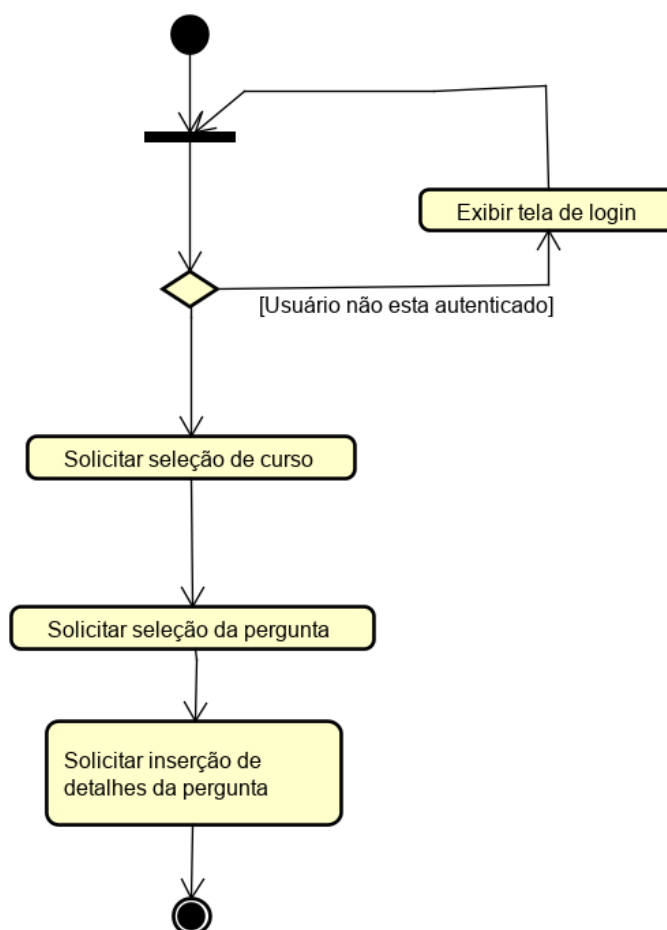 Exibir tela de login
[Usuário não esta autenticado]
Solicitar seleção de curso
Solicitar seleção da pergunta
Solicitar inserção de
detalhes da pergunta